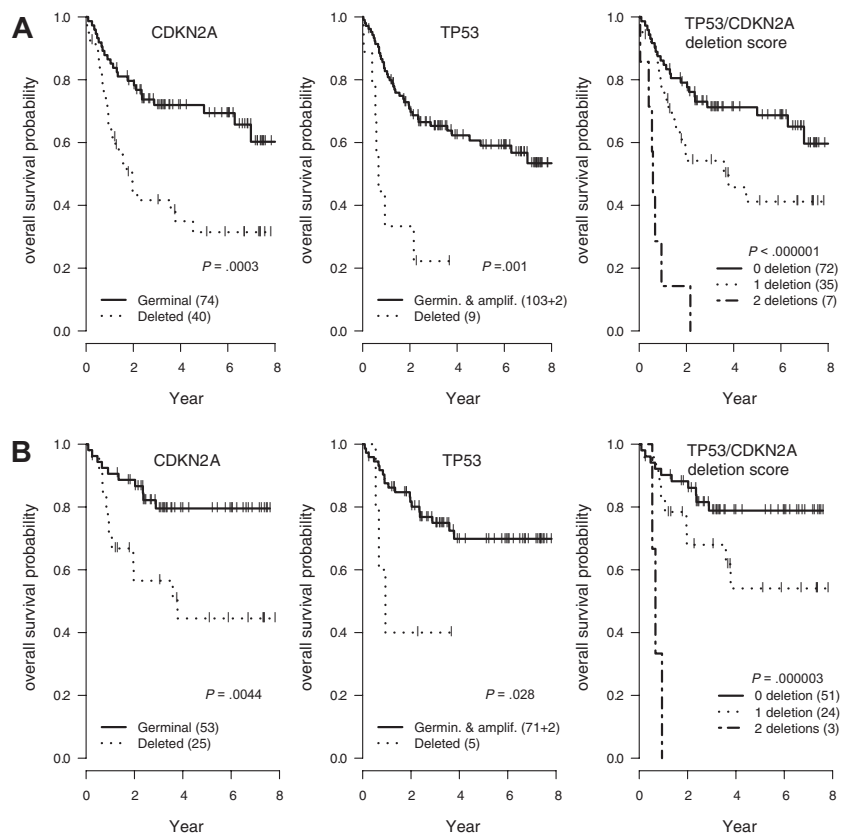 A
CDKN2A
overall survival probability
1.0
0.8
0.6
0.4
0.2
0.0
P = .0003
Germinal (74)
Deleted (40)
0 2 4 6 8
Year
TP53
overall survival probability
1.0
0.8
0.6
0.4
0.2
0.0
P =.001
Germin. & amplif. (103+2)
Deleted (9)
0 2 4 6 8
Year
TP53/CDKN2A
deletion score
overall survival probability
1.0
0.8
0.6
0.4
0.2
0.0
P < .000001
0 deletion (72)
1 deletion (35)
2 deletions (7)
0 2 4 6 8
Year
B
CDKN2A
overall survival probability
1.0
0.8
0.6
0.4
0.2
0.0
P = .0044
Germinal (53)
Deleted (25)
0 2 4 6 8
Year
TP53
overall survival probability
1.0
0.8
0.6
0.4
0.2
0.0
P = .028
Germin. & amplif. (71+2)
Deleted (5)
0 2 4 6 8
Year
TP53/CDKN2A
deletion score
overall survival probability
1.0
0.8
0.6
0.4
0.2
0.0
P = .000003
0 deletion (51)
1 deletion (24)
2 deletions (3)
0 2 4 6 8
Year